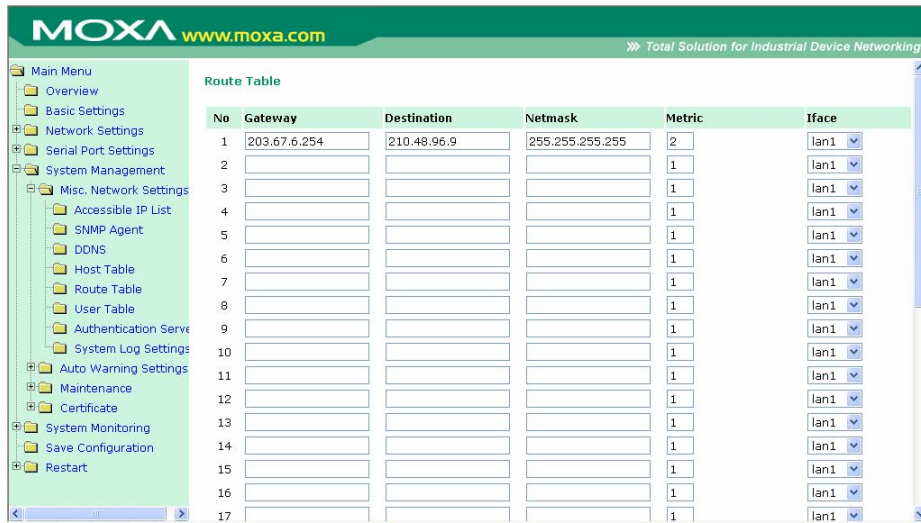 MOXA www.moxa.com
Total Solution for Industrial Device Networking
Main Menu
Overview
Basic Settings
Network Settings
Serial Port Settings
System Management
Misc. Network Settings
Accessible IP List
SNMP Agent
DDNS
Host Table
Route Table
User Table
Authentication Serve
System Log Settings
Auto Warning Settings
Maintenance
Certificate
System Monitoring
Save Configuration
Restart
Route Table
No Gateway Destination Netmask Metric Iface
1 203.67.6.254 210.48.96.9 255.255.255.255 2 lan1
2 1 lan1
3 1 lan1
4 1 lan1
5 1 lan1
6 1 lan1
7 1 lan1
8 1 lan1
9 1 lan1
10 1 lan1
11 1 lan1
12 1 lan1
13 1 lan1
14 1 lan1
15 1 lan1
16 1 lan1
17 1 lan1